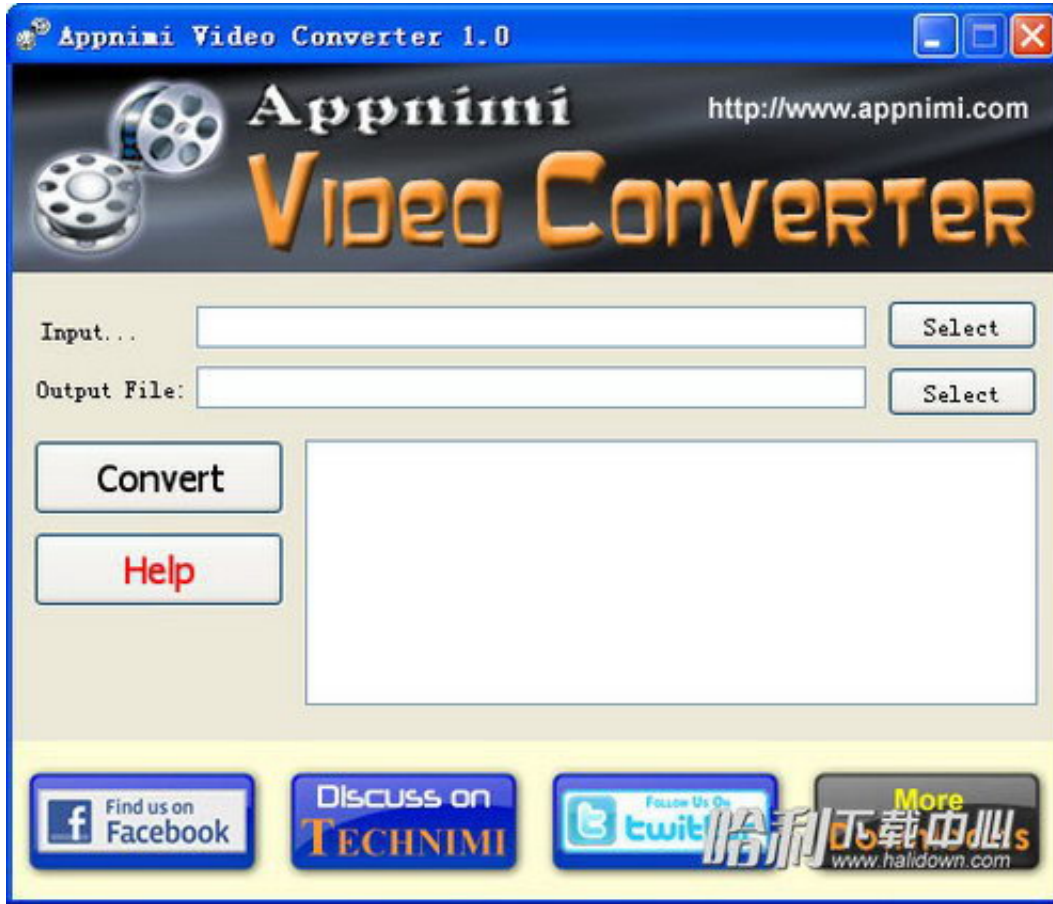 Appnimi Video Converter 1.0
Appnimi
http://www.appnimi.com
VIDEO CONVERTER
Input...
Select
Output File:
Select
Convert
Help
Find us on
Facebook
Discuss on
TECHNIMI
Follow Us On
twitter
More
Downloads
哈利下载中心
www.halidown.com